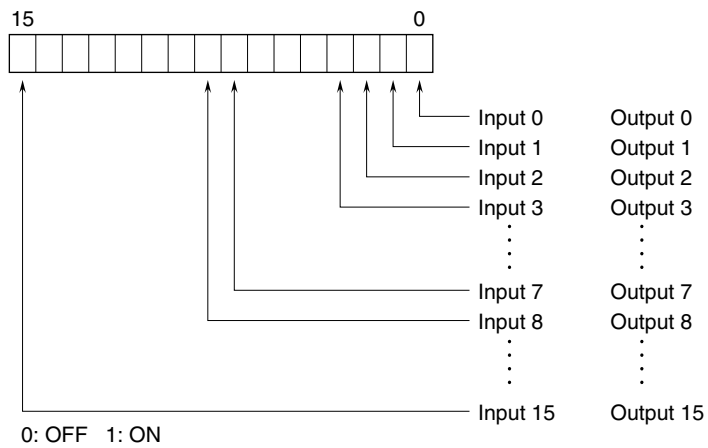 15 0
Input 0 Output 0
Input 1 Output 1
Input 2 Output 2
Input 3 Output 3
Input 7 Output 7
Input 8 Output 8
Input 15 Output 15
0: OFF 1: ON